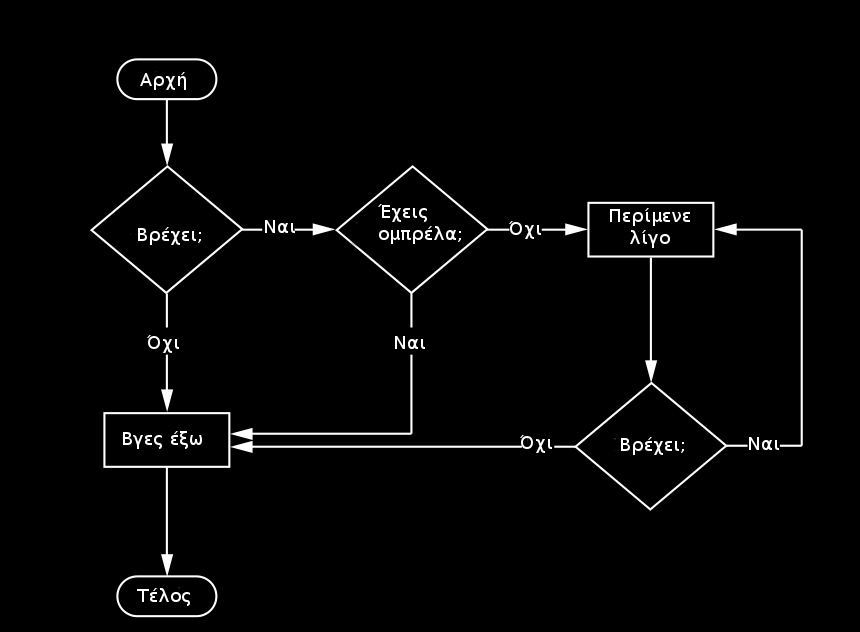 Αρχή
Βρέχει;
Ναι
Έχεις
ομπρέλα;
Όχι
Περίμενε
λίγο
Όχι
Ναι
Βγες έξω
Όχι
Βρέχει;
Ναι
Τέλος